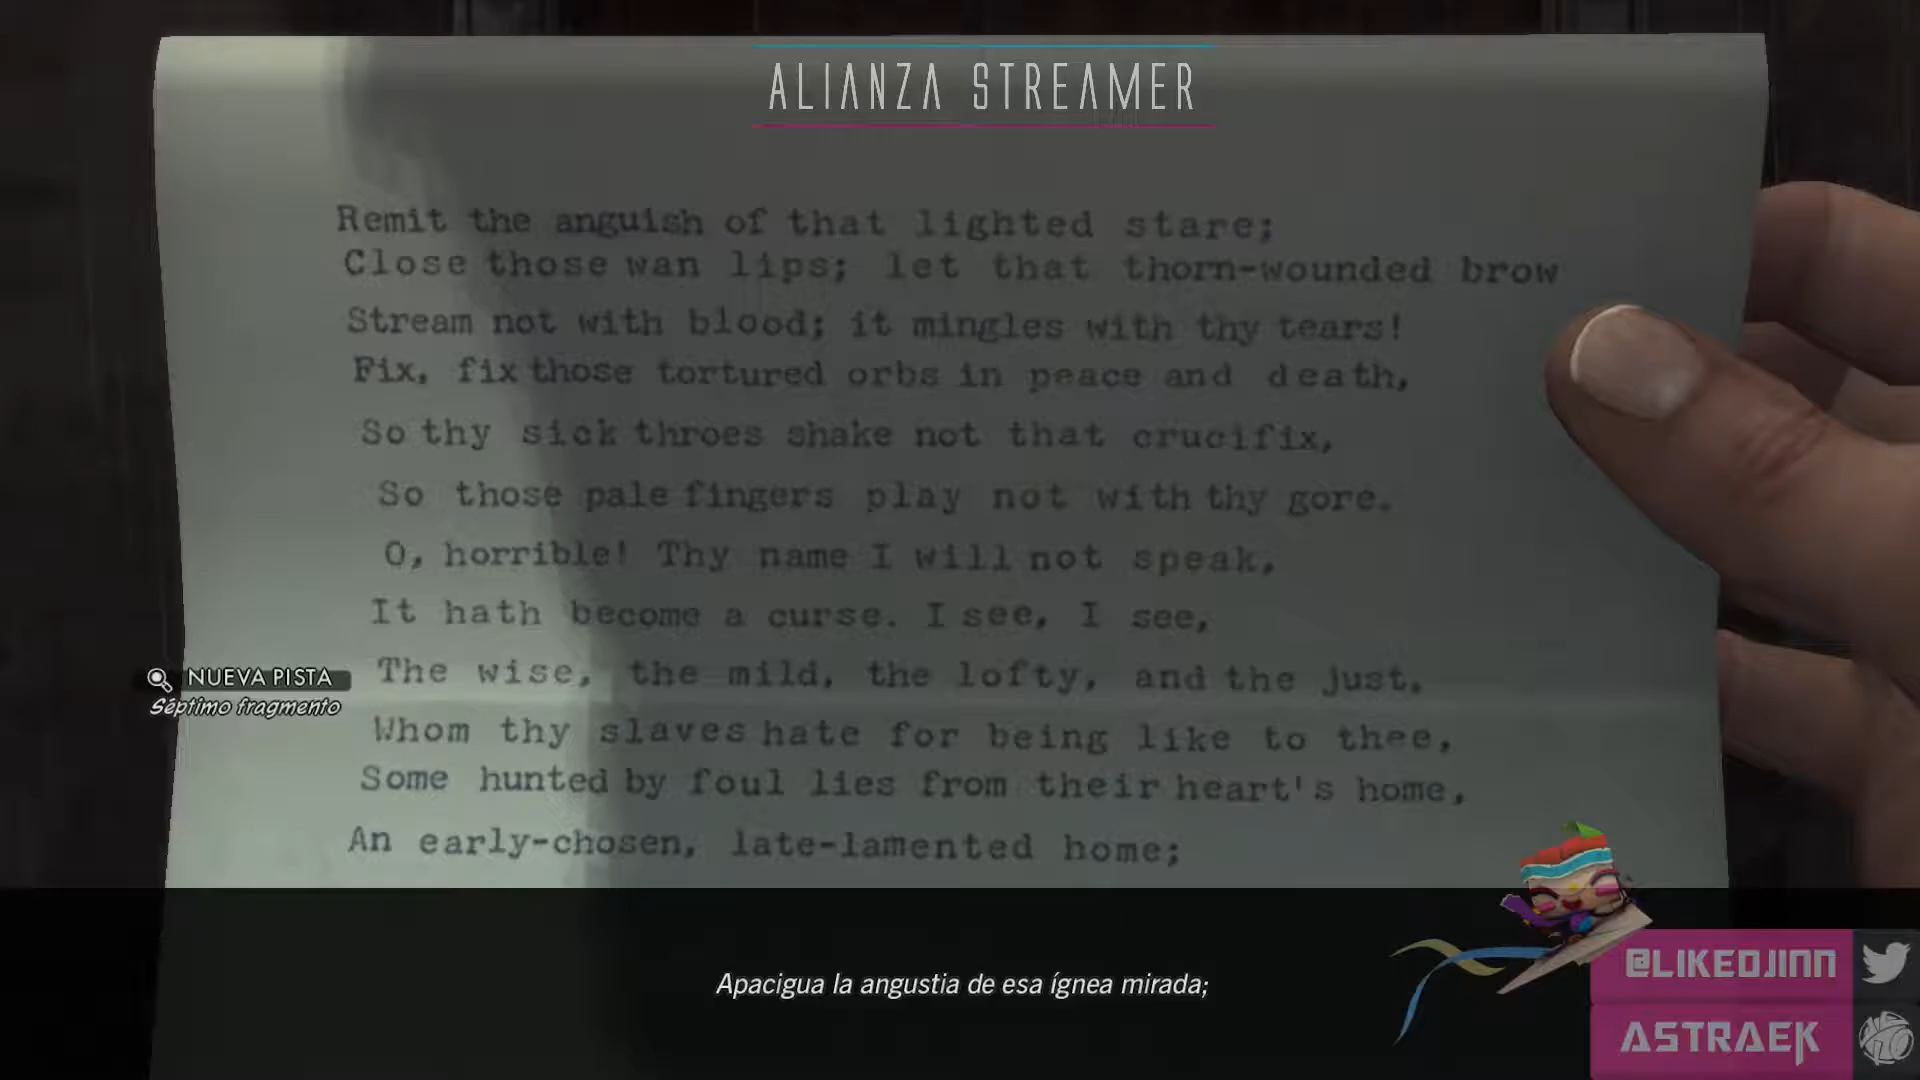 ALIANZA STREAMER
Remit the anguish of that lighted stare;
Close those wan lips; let that thorn-wounded brow
Stream not with blood; it mingles with thy tears!
Fix, fix those tortured orbs in peace and death,
So thy sick throes shake not that crucifix,
So those pale fingers play not with thy gore.
O, horrible! Thy name I will not speak,
It hath become a curse. I see, I see,
The wise, the mild, the lofty, and the just,
Whom thy slaves hate for being like to thee,
Some hunted by foul lies from their heart's home,
An early-chosen, late-lamented home;
NUEVA PISTA
Séptimo fragmento
Apacigua la angustia de esa ígnea mirada;
@LIKEDJINN
ASTRAEK